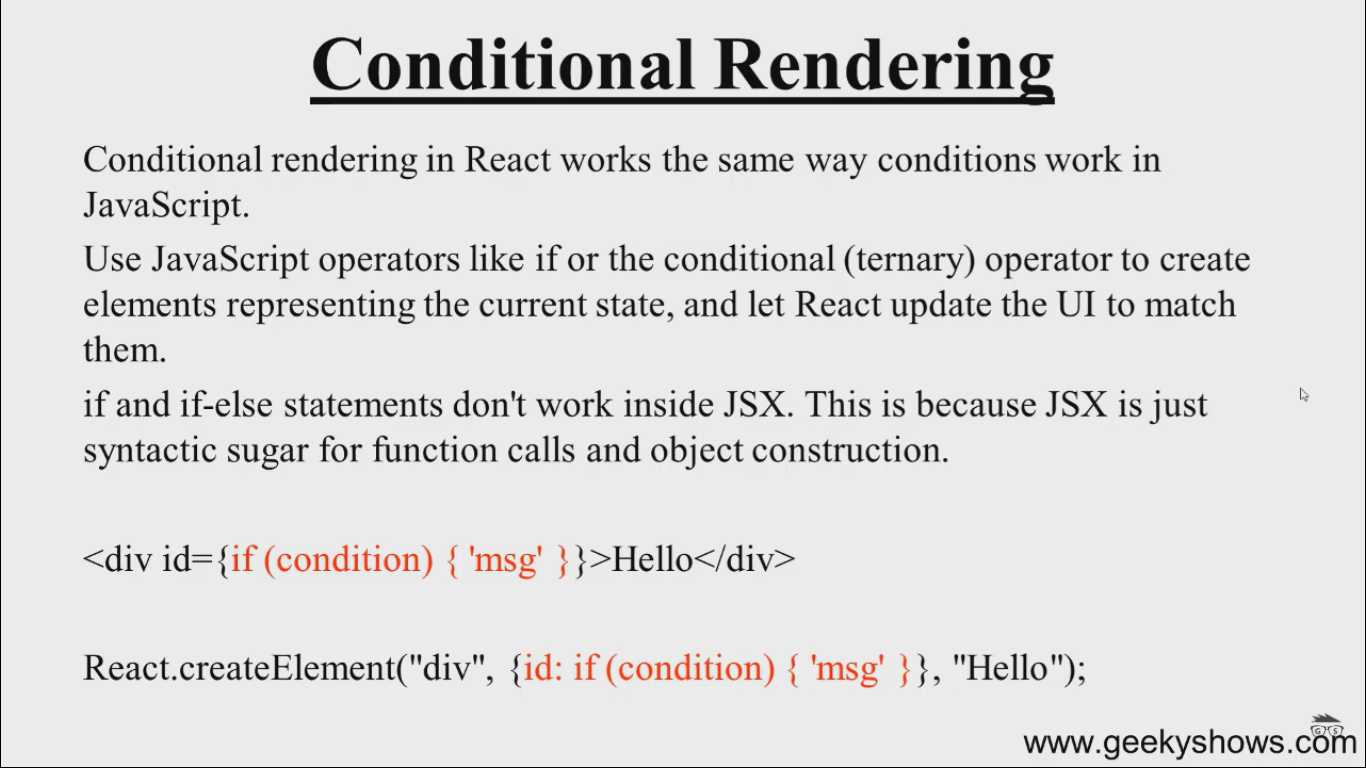 Conditional Rendering
Conditional rendering in React works the same way conditions work in
JavaScript.
Use JavaScript operators like if or the conditional (ternary) operator to create
elements representing the current state, and let React update the UI to match
them.
if and if-else statements don't work inside JSX. This is because JSX is just
syntactic sugar for function calls and object construction.
<div id={if (condition) { 'msg' }}>Hello</div>
React.createElement("div", {id: if (condition) { 'msg' }}, "Hello");
GS
www.geekyshows.com